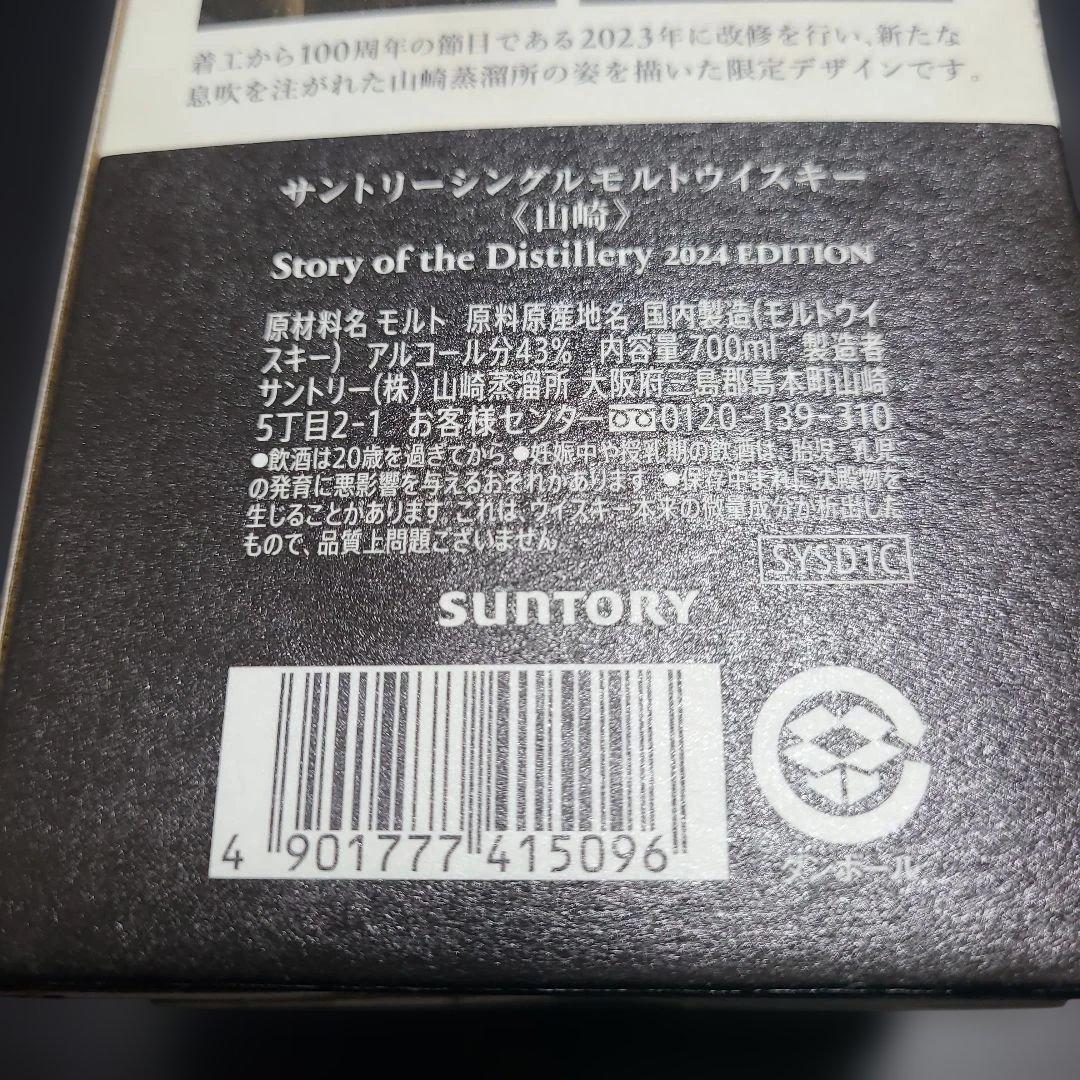 着工から100周年の節目である2023年に改修を行い、新たな
息吹を注がれた山崎蒸溜所の姿を描いた限定デザインです。
サントリーシングルモルトウイスキー
《山崎》
Story of the Distillery 2024 EDITION
原材料名 モルト 原料原産地名 国内製造(モルトウイ
スキー) アルコール分43% 内容量 700ml 製造者
サントリー(株) 山崎蒸溜所 大阪府三島郡島本町山崎
5丁目2-1 お客様センター 0120-139-310
●飲酒は20歳を過ぎてから ●妊娠中や授乳期の飲酒は、胎児・乳児
の発育に悪影響を与えるおそれがあります。●保存中まれに沈殿物を
生じることがあります。これは、ウイスキー本来の微量成分が析出した
もので、品質上問題ございません。
SYSD1C
SUNTORY
4 901777 415096
ダンボール